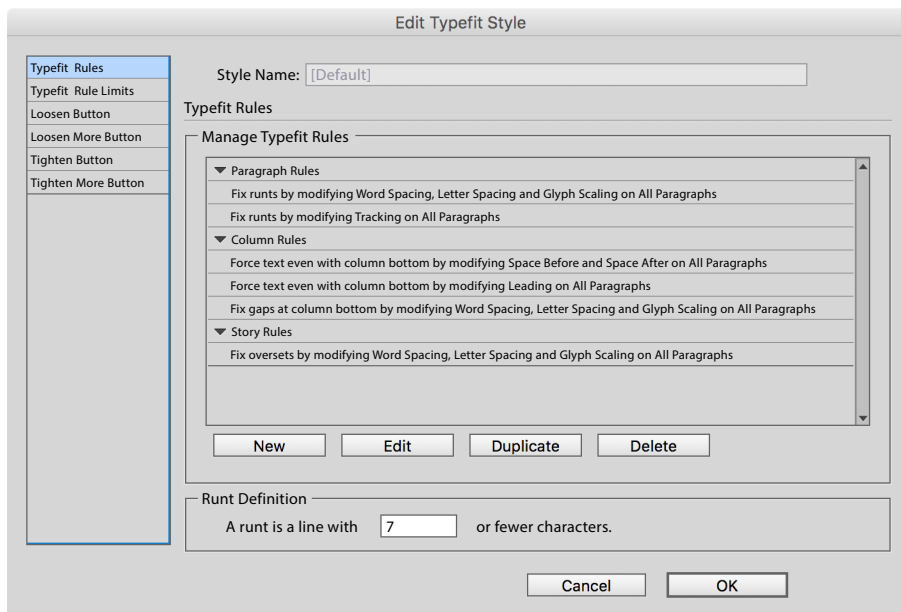 Edit Typefit Style
Typefit Rules
Typefit Rule Limits
Loosen Button
Loosen More Button
Tighten Button
Tighten More Button
Style Name: [Default]
Typefit Rules
Manage Typefit Rules
Paragraph Rules
Fix runts by modifying Word Spacing, Letter Spacing and Glyph Scaling on All Paragraphs
Fix runts by modifying Tracking on All Paragraphs
Column Rules
Force text even with column bottom by modifying Space Before and Space After on All Paragraphs
Force text even with column bottom by modifying Leading on All Paragraphs
Fix gaps at column bottom by modifying Word Spacing, Letter Spacing and Glyph Scaling on All Paragraphs
Story Rules
Fix oversets by modifying Word Spacing, Letter Spacing and Glyph Scaling on All Paragraphs
New Edit Duplicate Delete
Runt Definition
A runt is a line with 7 or fewer characters.
Cancel OK